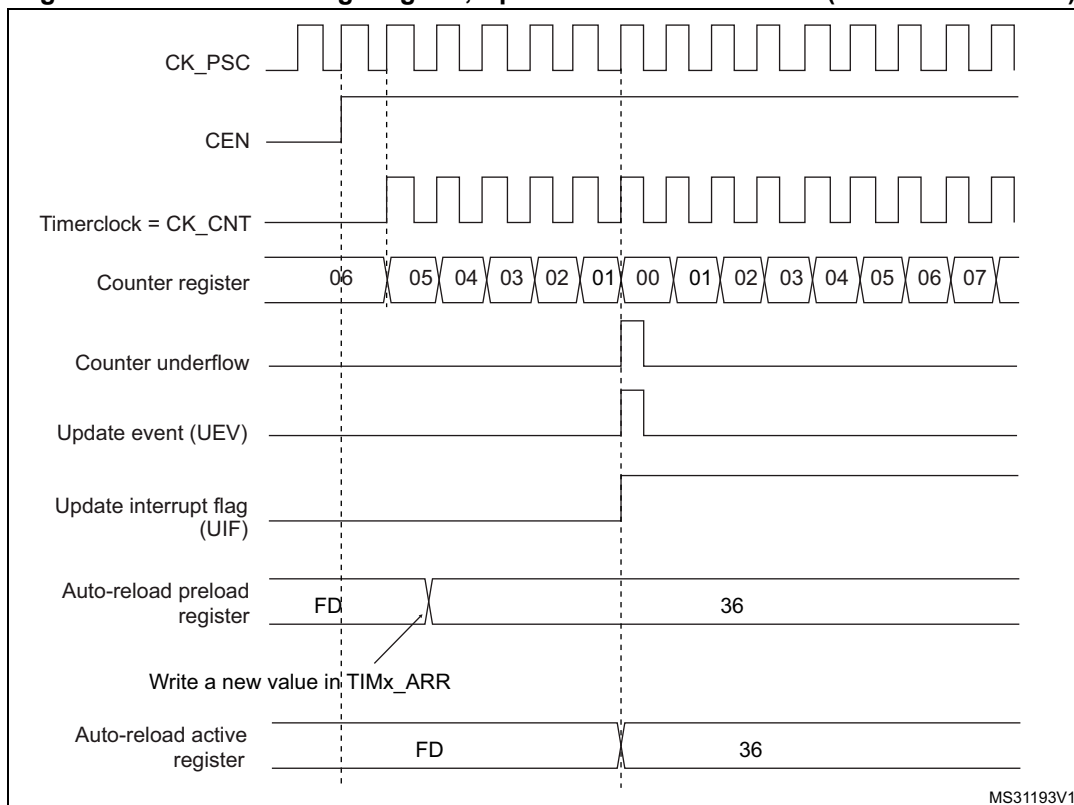 CK_PSC
CEN
Timerclock = CK_CNT
Counter register 06 05 04 03 02 01 00 01 02 03 04 05 06 07
Counter underflow
Update event (UEV)
Update interrupt flag
(UIF)
Auto-reload preload
register
FD 36
Write a new value in TIMx_ARR
Auto-reload active
register
FD 36
MS31193V1